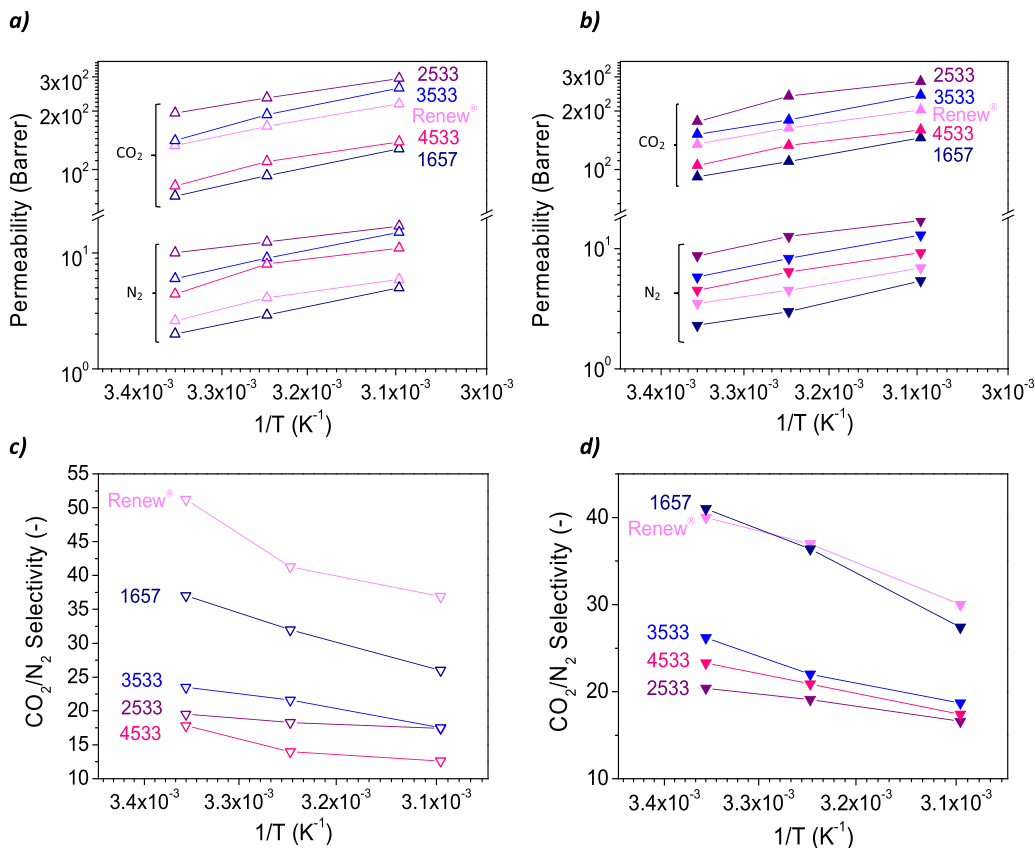 a)
3x10²
2x10²
10²
10¹
10⁰
Permeability (Barrer)
CO₂
N₂
2533
3533
Renew®
4533
1657
3.4x10⁻³ 3.3x10⁻³ 3.2x10⁻³ 3.1x10⁻³ 3x10⁻³
1/T (K⁻¹)
b)
3x10²
2x10²
10²
10¹
10⁰
Permeability (Barrer)
CO₂
N₂
2533
3533
Renew®
4533
1657
3.4x10⁻³ 3.3x10⁻³ 3.2x10⁻³ 3.1x10⁻³ 3x10⁻³
1/T (K⁻¹)
c)
55
50
45
40
35
30
25
20
15
10
CO₂/N₂ Selectivity (-)
Renew®
1657
3533
2533
4533
3.4x10⁻³ 3.3x10⁻³ 3.2x10⁻³ 3.1x10⁻³
1/T (K⁻¹)
d)
40
30
20
10
CO₂/N₂ Selectivity (-)
1657
Renew®
3533
4533
2533
3.4x10⁻³ 3.3x10⁻³ 3.2x10⁻³ 3.1x10⁻³
1/T (K⁻¹)